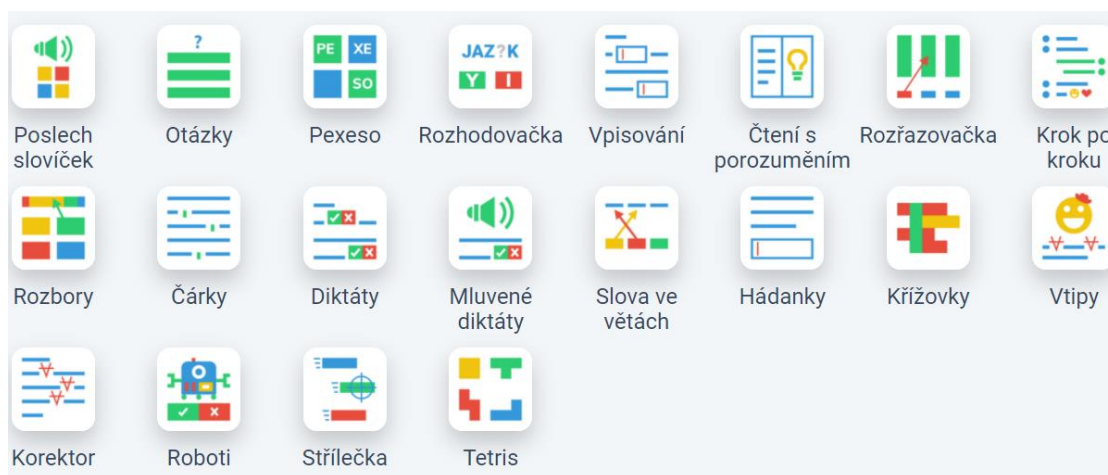 ?
PE XE
SO
JAZ?K
Y I
Poslech
slovíček
Otázky
Pexeso
Rozhodovačka
Vpisování
Čtení s
porozuměním
Rozřazovačka
Krok po
kroku
Rozbory
Čárky
Diktáty
Mluvené
diktáty
Slova ve
větách
Hádanky
Křížovky
Vtipy
Korektor
Roboti
Střílečka
Tetris